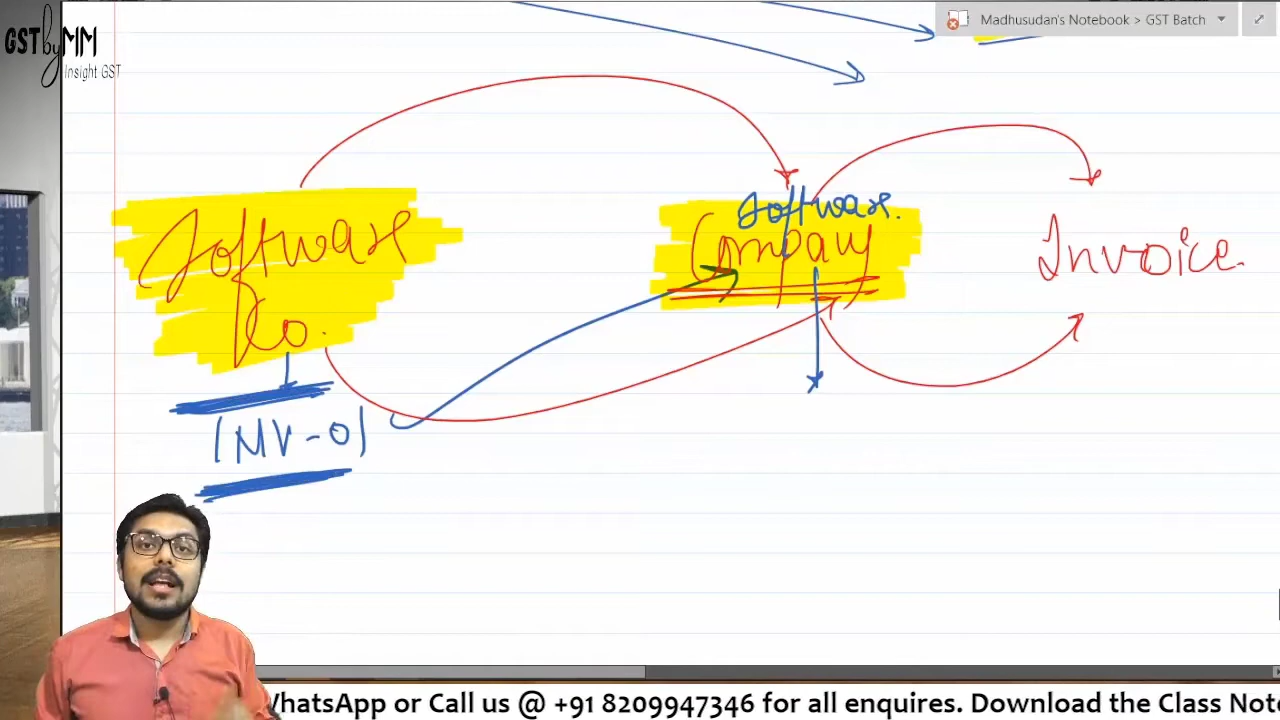 GST by MM
Insight GST
Madhusudan's Notebook > GST Batch
Software
Co.
Software.
Company
Invoice.
INV-01
WhatsApp or Call us @ +91 8209947346 for all enquires. Download the Class Note